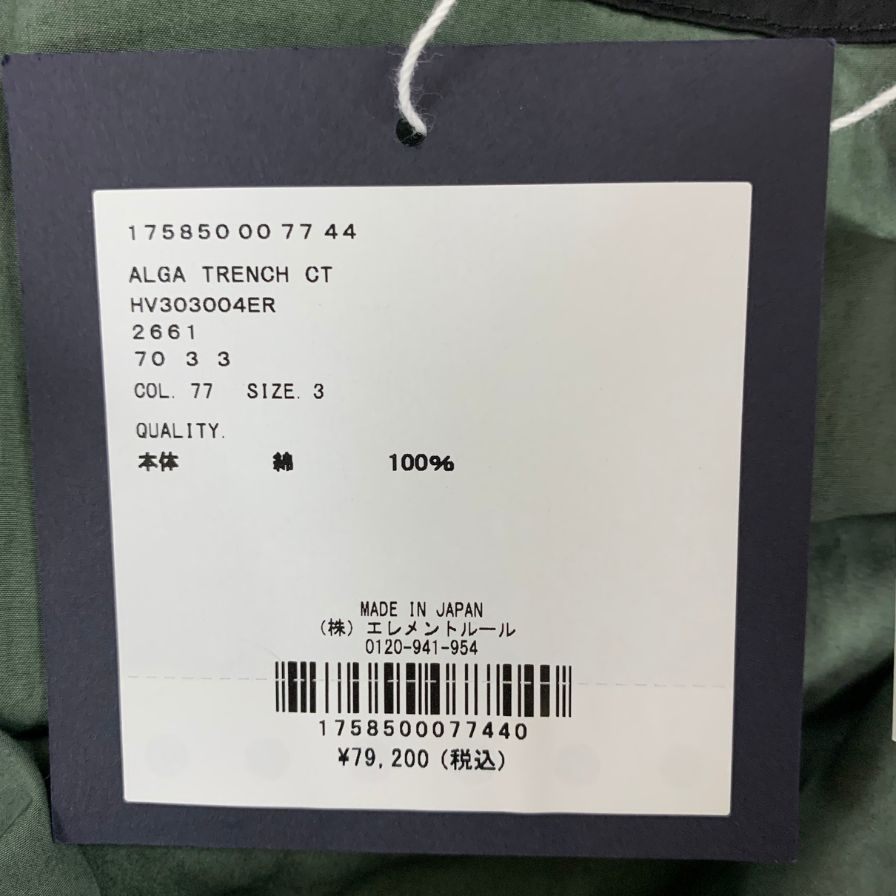 175850 00 77 44
ALGA TRENCH CT
HV303004ER
2661
70 3 3
COL. 77 SIZE. 3
QUALITY.
本体 綿 100%
MADE IN JAPAN
(株) エレメントルール
0120-941-954
1758500077440
¥79,200 (税込)